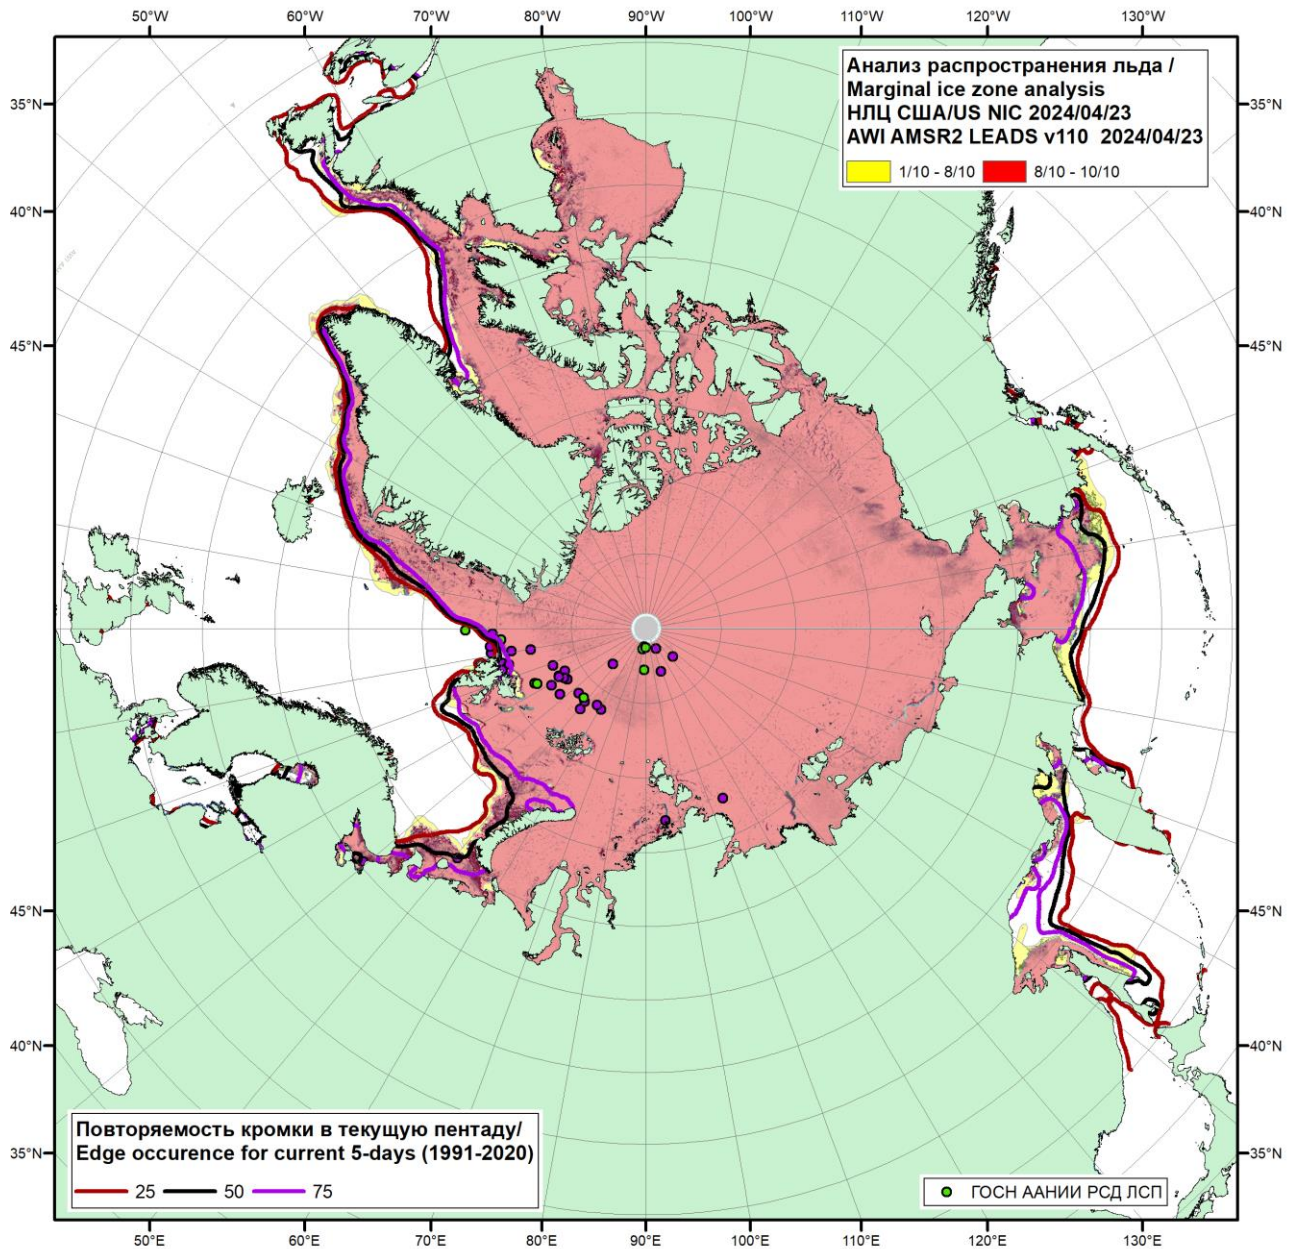 50°W 60°W 70°W 80°W 90°W 100°W 110°W 120°W 130°W
Анализ распространения льда /
Marginal ice zone analysis
НЛЦ США/US NIC 2024/04/23
AWI AMSR2 LEADS v110 2024/04/23
1/10 - 8/10 8/10 - 10/10
35°N 35°N
40°N 40°N
45°N 45°N
45°N 45°N
40°N 40°N
35°N 35°N
Повторяемость кромки в текущую пентаду/
Edge occurence for current 5-days (1991-2020)
25 50 75
ГОСН ААНИИ РСД ЛСП
50°E 60°E 70°E 80°E 90°E 100°E 110°E 120°E 130°E